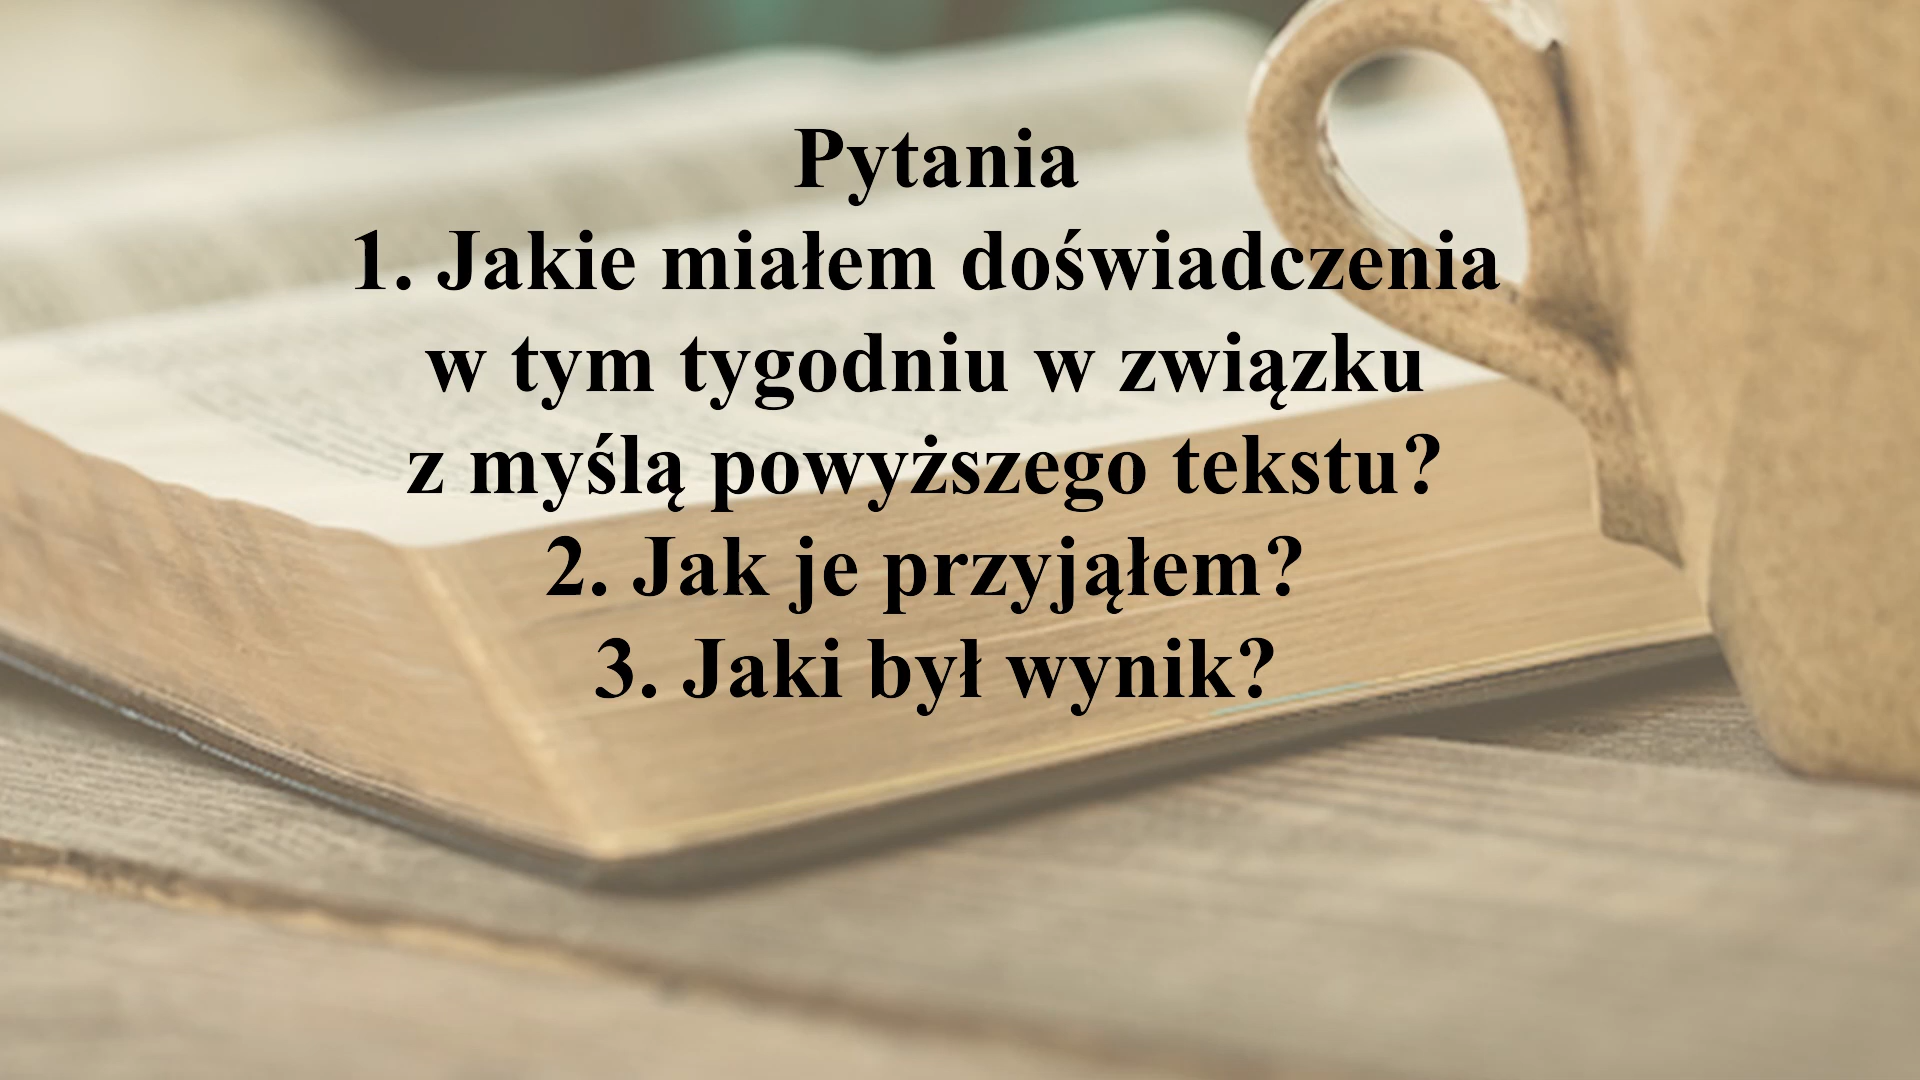 Pytania
1. Jakie miałem doświadczenia
w tym tygodniu w związku
z myślą powyższego tekstu?
2. Jak je przyjąłem?
3. Jaki był wynik?